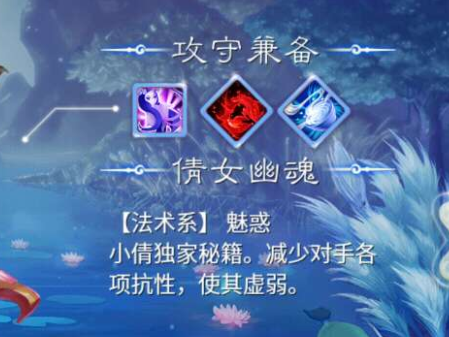 攻守兼备
倩女幽魂
【法术系】 魅惑
小倩独家秘籍。减少对手各
项抗性，使其虚弱。